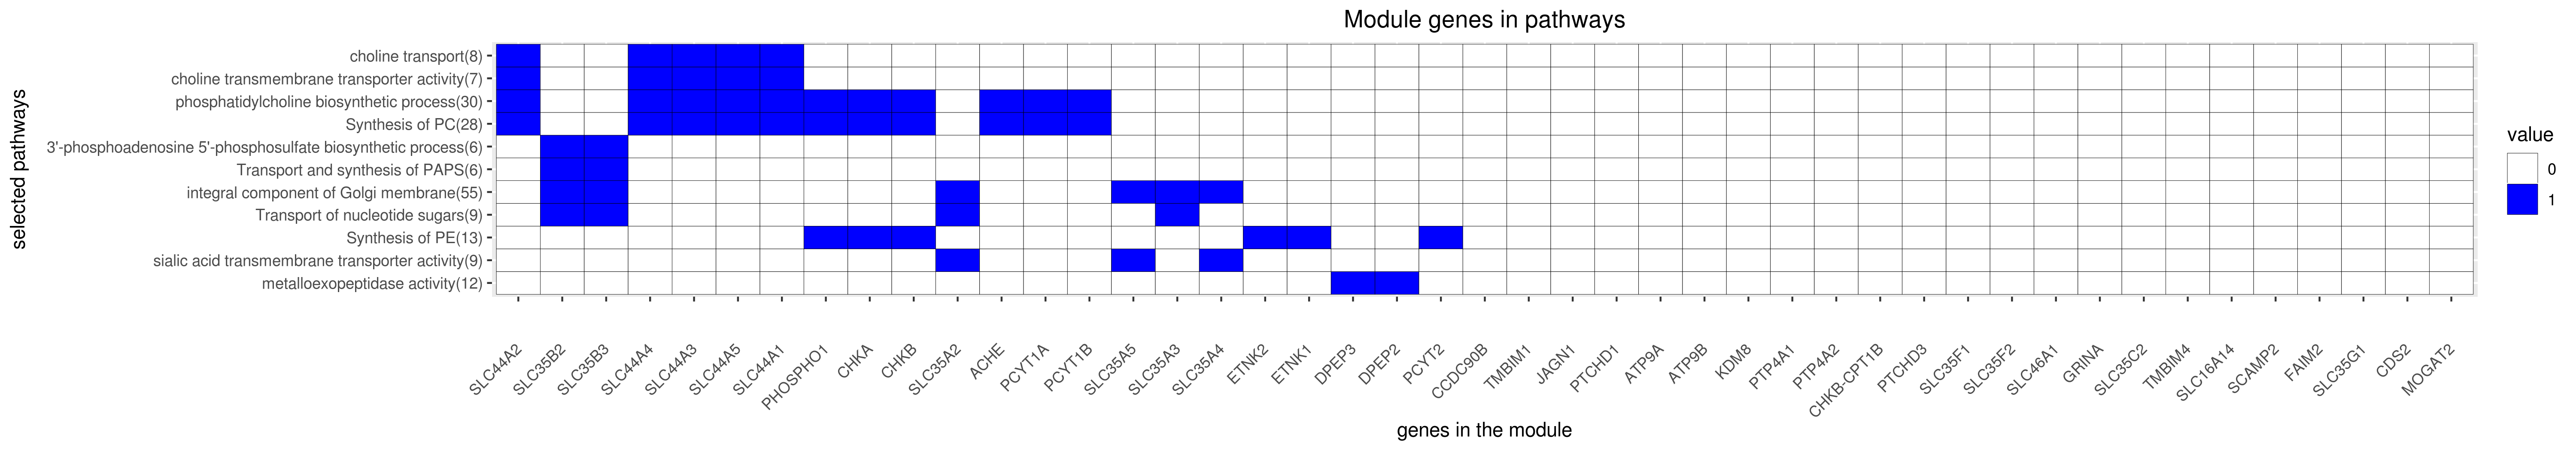 Module genes in pathways
selected pathways
choline transport(8)
choline transmembrane transporter activity(7)
phosphatidylcholine biosynthetic process(30)
Synthesis of PC(28)
3'-phosphoadenosine 5'-phosphosulfate biosynthetic process(6)
Transport and synthesis of PAPS(6)
integral component of Golgi membrane(55)
Transport of nucleotide sugars(9)
Synthesis of PE(13)
sialic acid transmembrane transporter activity(9)
metalloexopeptidase activity(12)
value
0
1
SLC44A2
SLC35B2
SLC35B3
SLC44A4
SLC44A3
SLC44A5
SLC44A1
PHOSPHO1
CHKA
CHKB
SLC35A2
ACHE
PCYT1A
PCYT1B
SLC35A5
SLC35A3
SLC35A4
ETNK2
ETNK1
DPEP3
DPEP2
PCYT2
CCDC90B
TMBIM1
JAGN1
PTCHD1
ATP9A
ATP9B
KDM8
PTP4A1
PTP4A2
CHKB-CPT1B
PTCHD3
SLC35F1
SLC35F2
SLC46A1
GRINA
SLC35C2
TMBIM4
SLC16A14
SCAMP2
FAIM2
SLC35G1
CDS2
MOGAT2
genes in the module